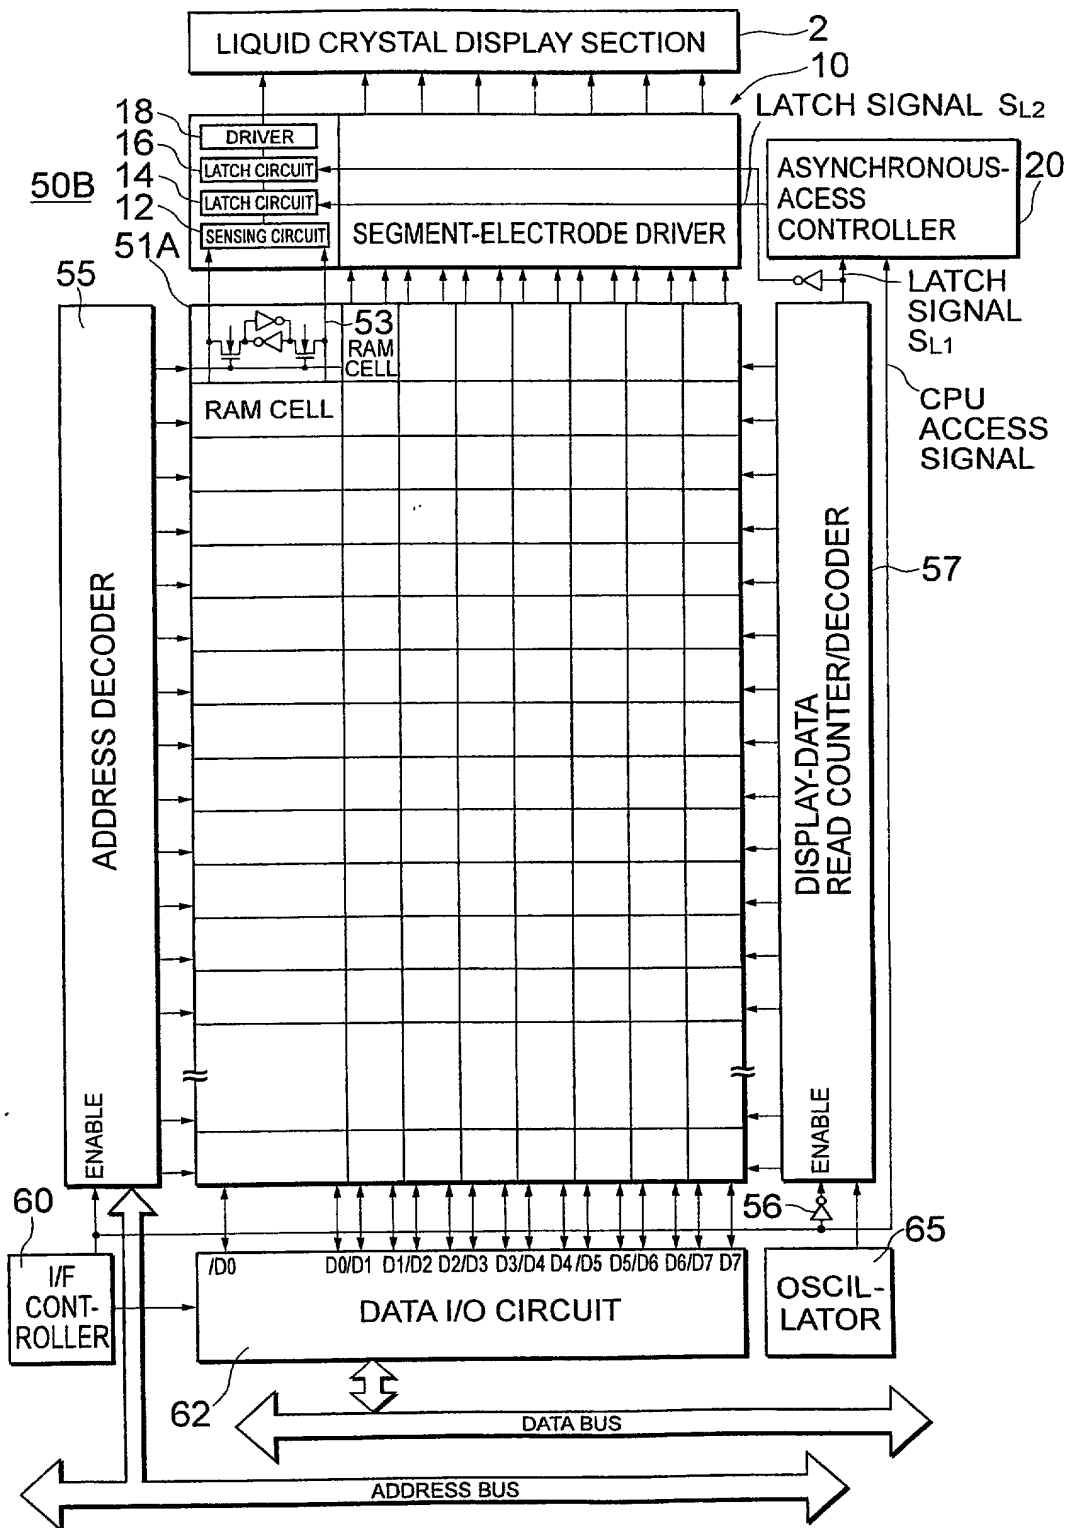 LIQUID CRYSTAL DISPLAY SECTION
2
10
LATCH SIGNAL SL2
18
DRIVER
16
LATCH CIRCUIT
14
LATCH CIRCUIT
12
SENSING CIRCUIT
50B
51A
SEGMENT-ELECTRODE DRIVER
ASYNCHRONOUS-
ACESS
CONTROLLER
20
LATCH
SIGNAL
SL1
CPU
ACCESS
SIGNAL
55
53
RAM
CELL
RAM CELL
ADDRESS DECODER
ENABLE
DISPLAY-DATA
READ COUNTER/DECODER
ENABLE
57
56
60
I/F
CONT-
ROLLER
/D0 D0/D1 D1/D2 D2/D3 D3/D4 D4/D5 D5/D6 D6/D7 D7
DATA I/O CIRCUIT
62
65
OSCIL-
LATOR
DATA BUS
ADDRESS BUS